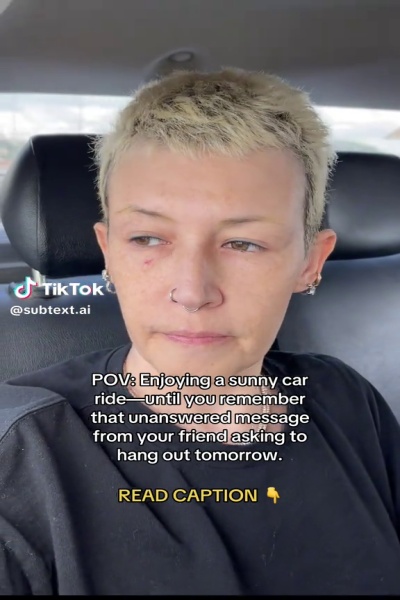 TikTok
@subtext.ai
POV: Enjoying a sunny car
ride—until you remember
that unanswered message
from your friend asking to
hang out tomorrow.
READ CAPTION 👇